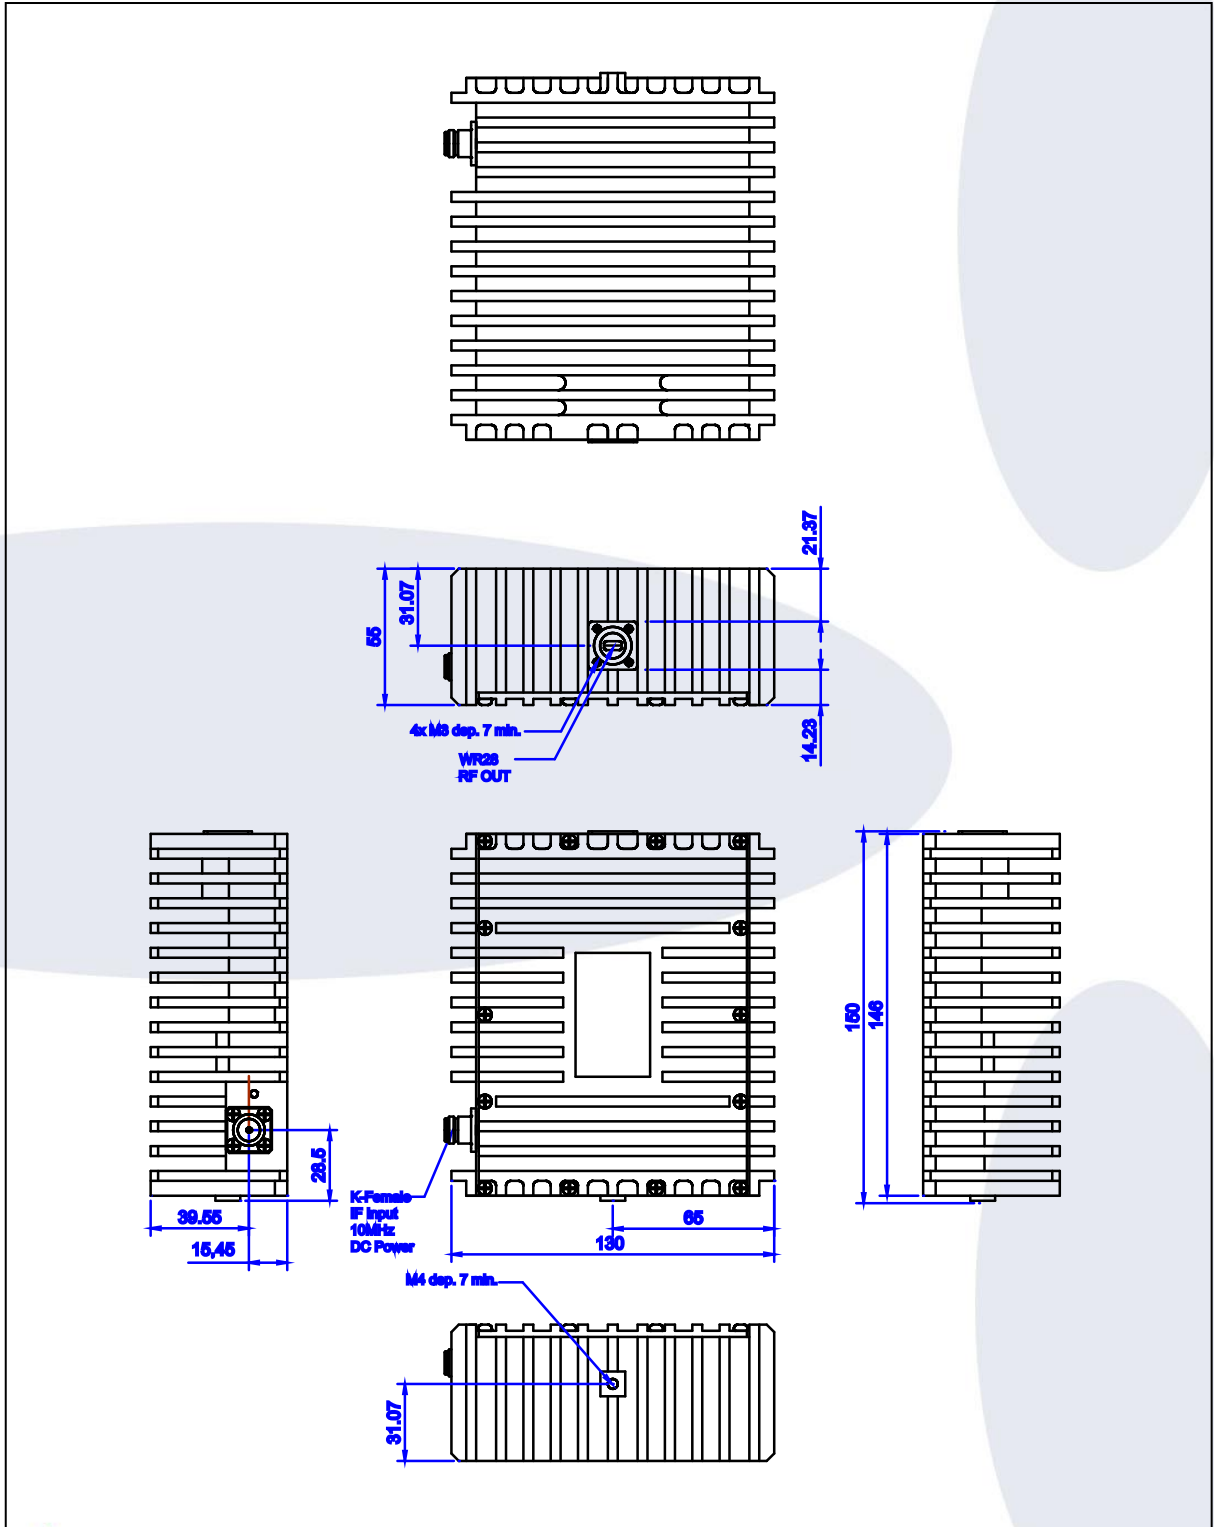 21.37
55
31.07
14.28
4x M3 dep. 7 min.
WR28
RF OUT
150
146
28.5
39.55
15,45
K-Female
IF Input
10MHz
DC Power
65
130
M4 dep. 7 min.
31.07